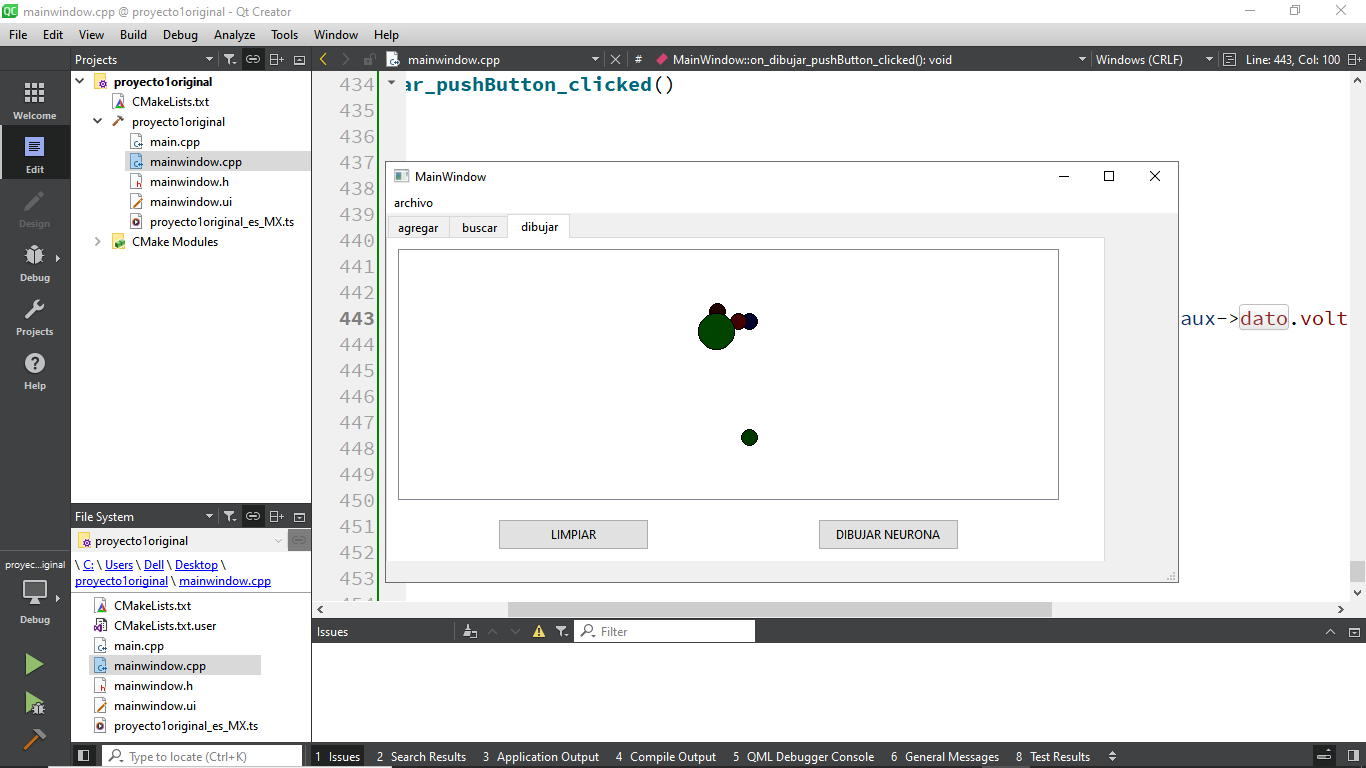 mainwindow.cpp @ proyecto1original - Qt Creator
File Edit View Build Debug Analyze Tools Window Help
Projects
mainwindow.cpp
#
MainWindow::on_dibujar_pushButton_clicked(): void
Windows (CRLF)
Line: 443, Col: 100
Welcome
Edit
Design
Debug
Projects
Help
proyec...iginal
Debug
proyecto1original
CMakeLists.txt
proyecto1original
main.cpp
mainwindow.cpp
mainwindow.h
mainwindow.ui
proyecto1original_es_MX.ts
CMake Modules
File System
proyecto1original
\ C: \ Users \ Dell \ Desktop \
proyecto1original \ mainwindow.cpp
CMakeLists.txt
CMakeLists.txt.user
main.cpp
mainwindow.cpp
mainwindow.h
mainwindow.ui
proyecto1original_es_MX.ts
434 ar_pushButton_clicked()
435
436
437
438
439
440
441
442
443 aux->dato.volt
444
445
446
447
448
449
450
451
452
453
MainWindow
archivo
agregar buscar dibujar
LIMPIAR DIBUJAR NEURONA
Issues
Filter
Type to locate (Ctrl+K)
1 Issues 2 Search Results 3 Application Output 4 Compile Output 5 QML Debugger Console 6 General Messages 8 Test Results